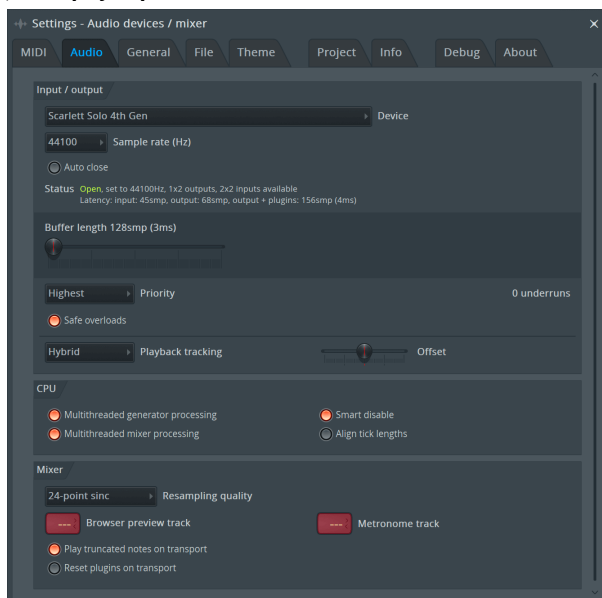 Settings - Audio devices / mixer
MIDI Audio General File Theme Project Info Debug About
Input / output
Scarlett Solo 4th Gen Device
44100 Sample rate (Hz)
Auto close
Status Open, set to 44100Hz, 1x2 outputs, 2x2 inputs available
Latency: input: 45smp, output: 68smp, output + plugins: 156smp (4ms)
Buffer length 128smp (3ms)
Highest Priority 0 underruns
Safe overloads
Hybrid Playback tracking Offset
CPU
Multithreaded generator processing Smart disable
Multithreaded mixer processing Align tick lengths
Mixer
24-point sinc Resampling quality
--- Browser preview track --- Metronome track
Play truncated notes on transport
Reset plugins on transport